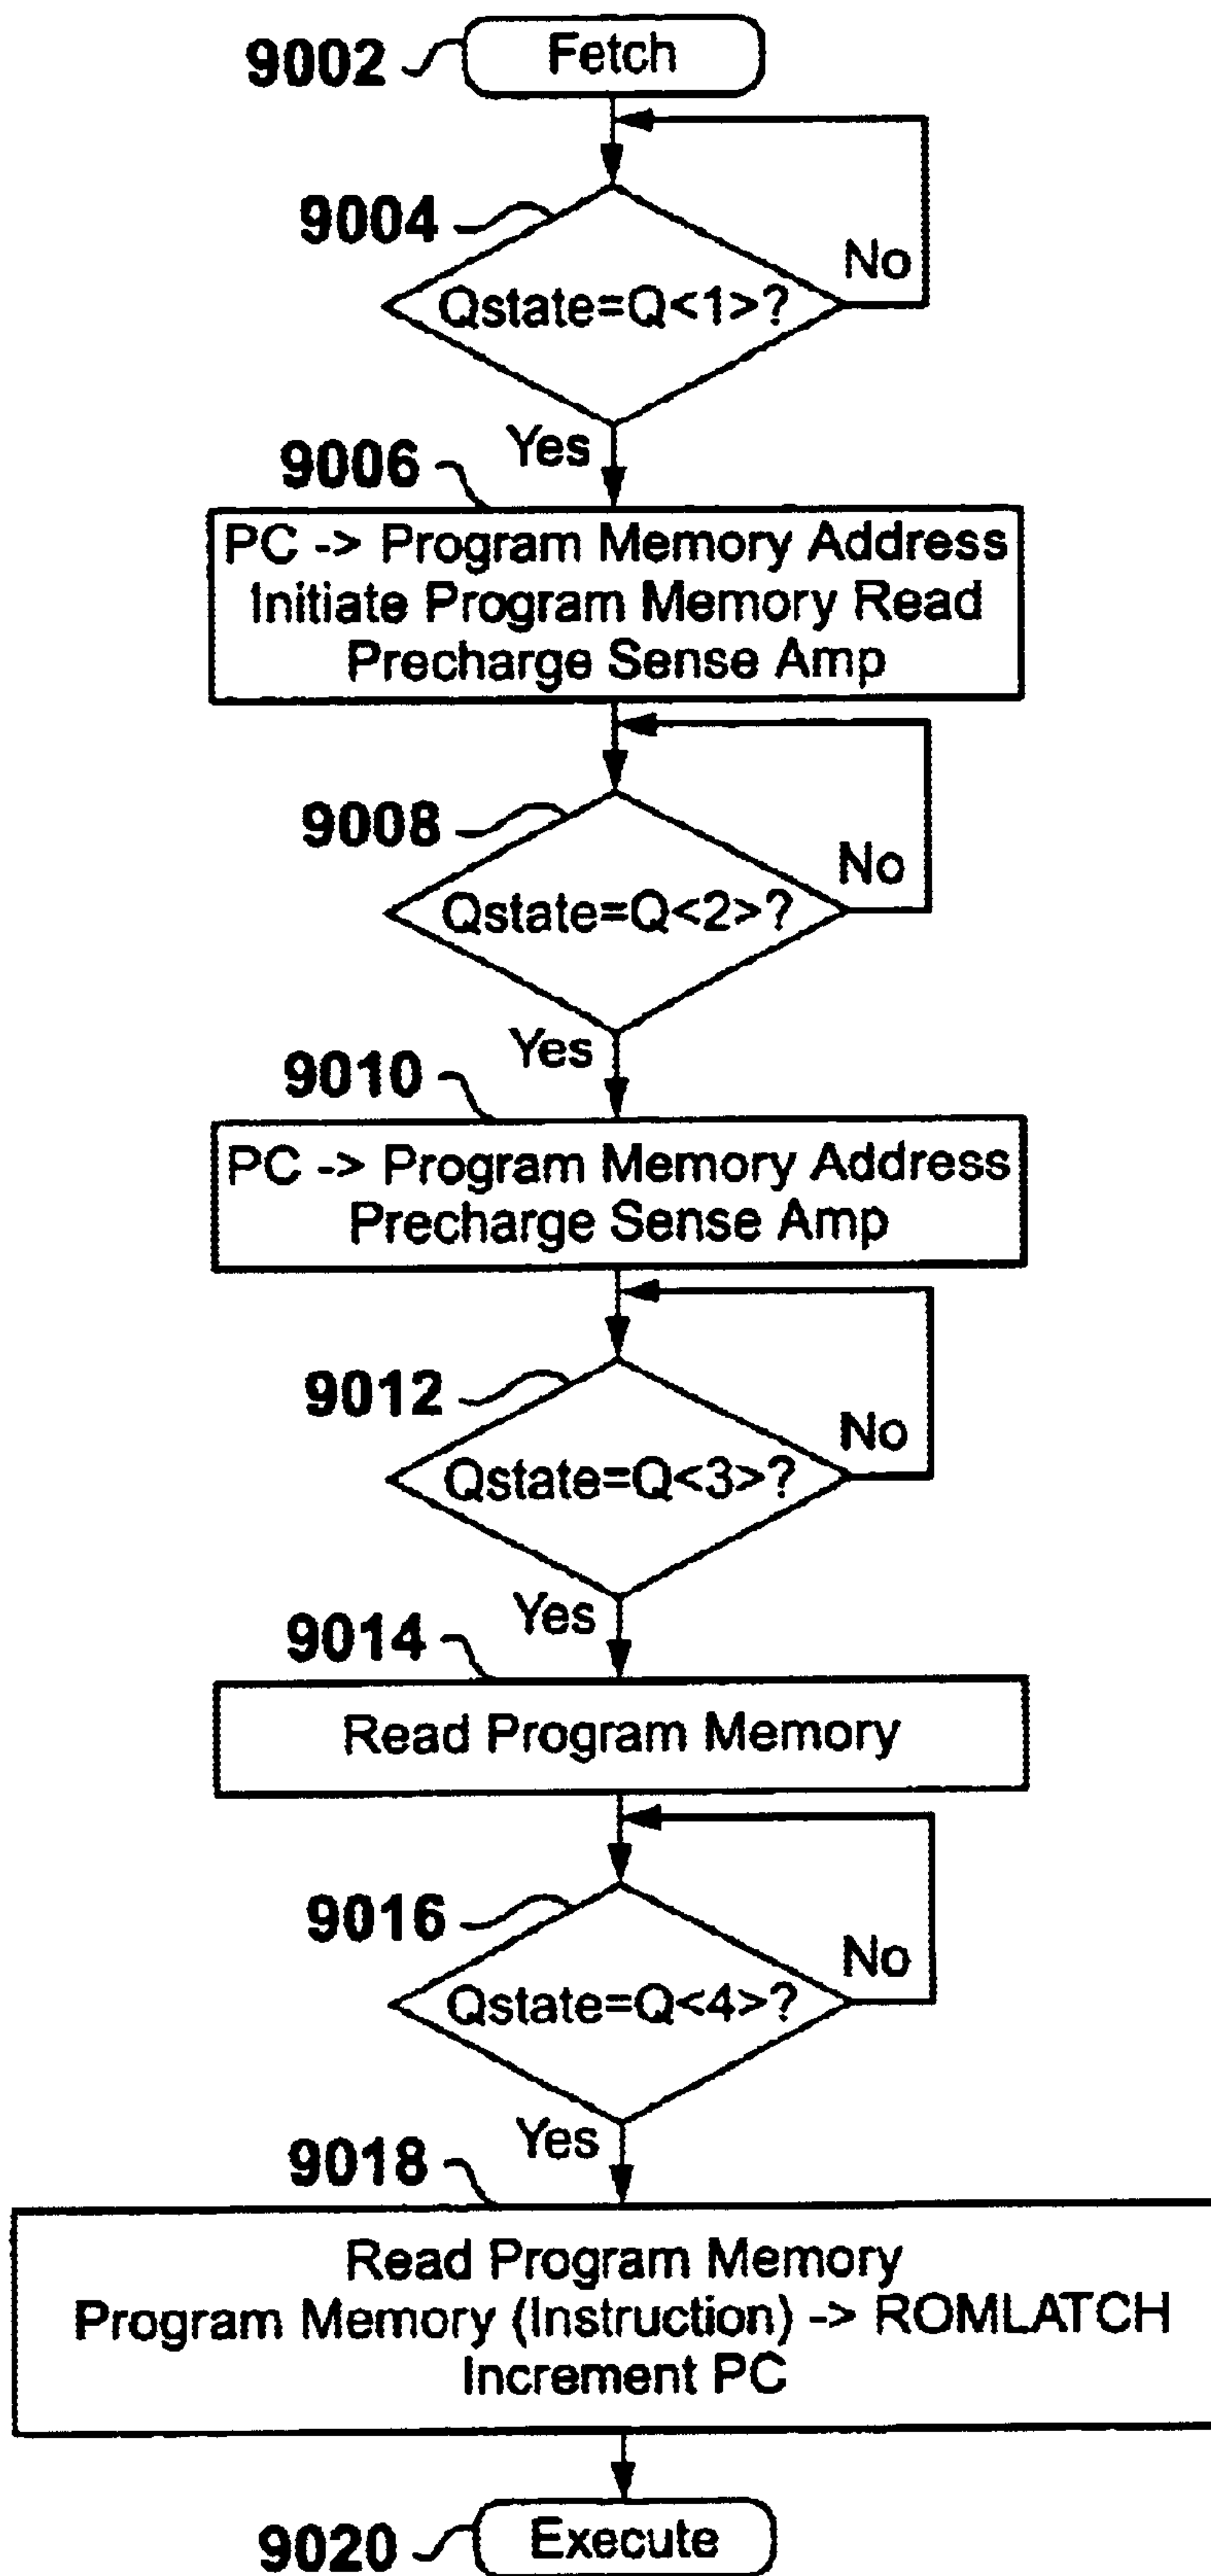 9002
Fetch
9004
No
Qstate=Q<1>?
Yes
9006
PC -> Program Memory Address
Initiate Program Memory Read
Precharge Sense Amp
9008
No
Qstate=Q<2>?
Yes
9010
PC -> Program Memory Address
Precharge Sense Amp
9012
No
Qstate=Q<3>?
Yes
9014
Read Program Memory
9016
No
Qstate=Q<4>?
Yes
9018
Read Program Memory
Program Memory (Instruction) -> ROMLATCH
Increment PC
9020
Execute